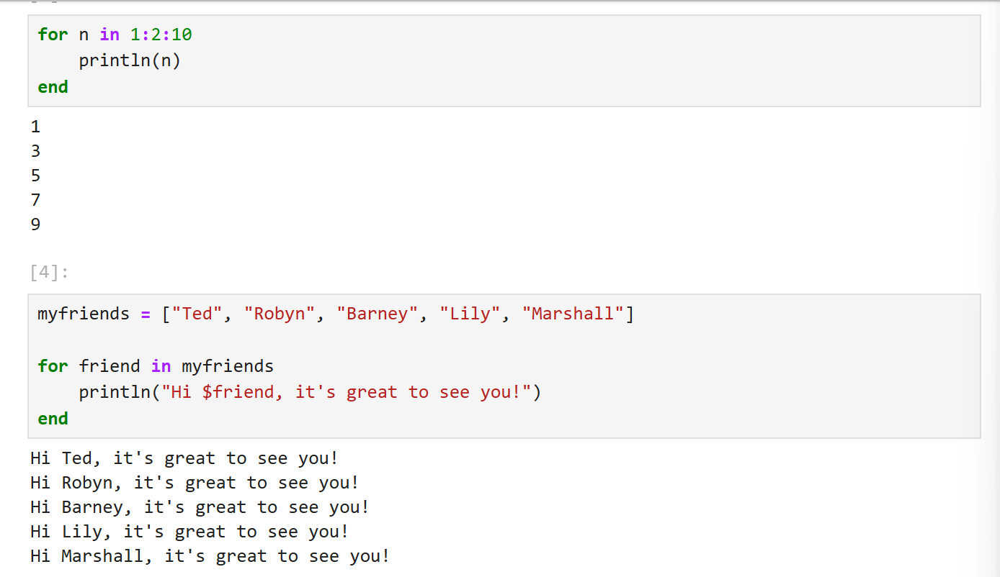 for n in 1:2:10
    println(n)
end
1
3
5
7
9
[4]:
myfriends = ["Ted", "Robyn", "Barney", "Lily", "Marshall"]
for friend in myfriends
    println("Hi $friend, it's great to see you!")
end
Hi Ted, it's great to see you!
Hi Robyn, it's great to see you!
Hi Barney, it's great to see you!
Hi Lily, it's great to see you!
Hi Marshall, it's great to see you!